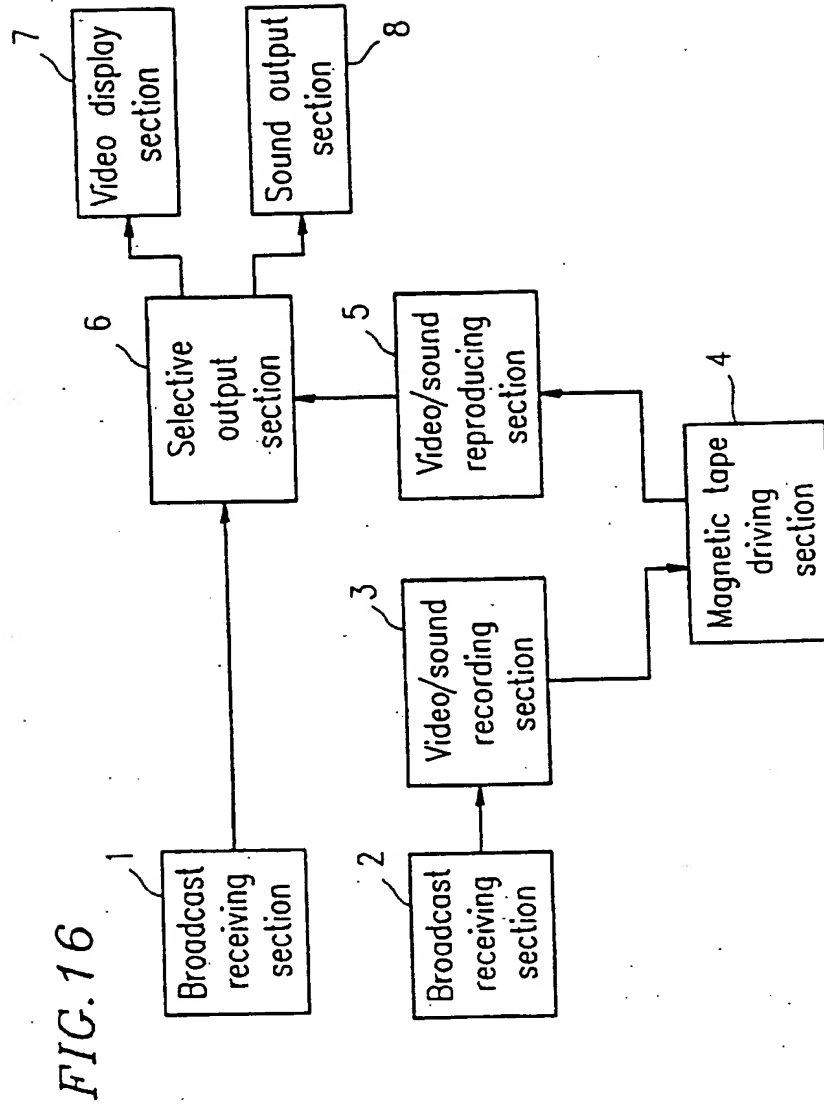 FIG.16
1
Broadcast
receiving
section
2
Broadcast
receiving
section
3
Video/sound
recording
section
4
Magnetic tape
driving
section
5
Video/sound
reproducing
section
6
Selective
output
section
7
Video display
section
8
Sound output
section